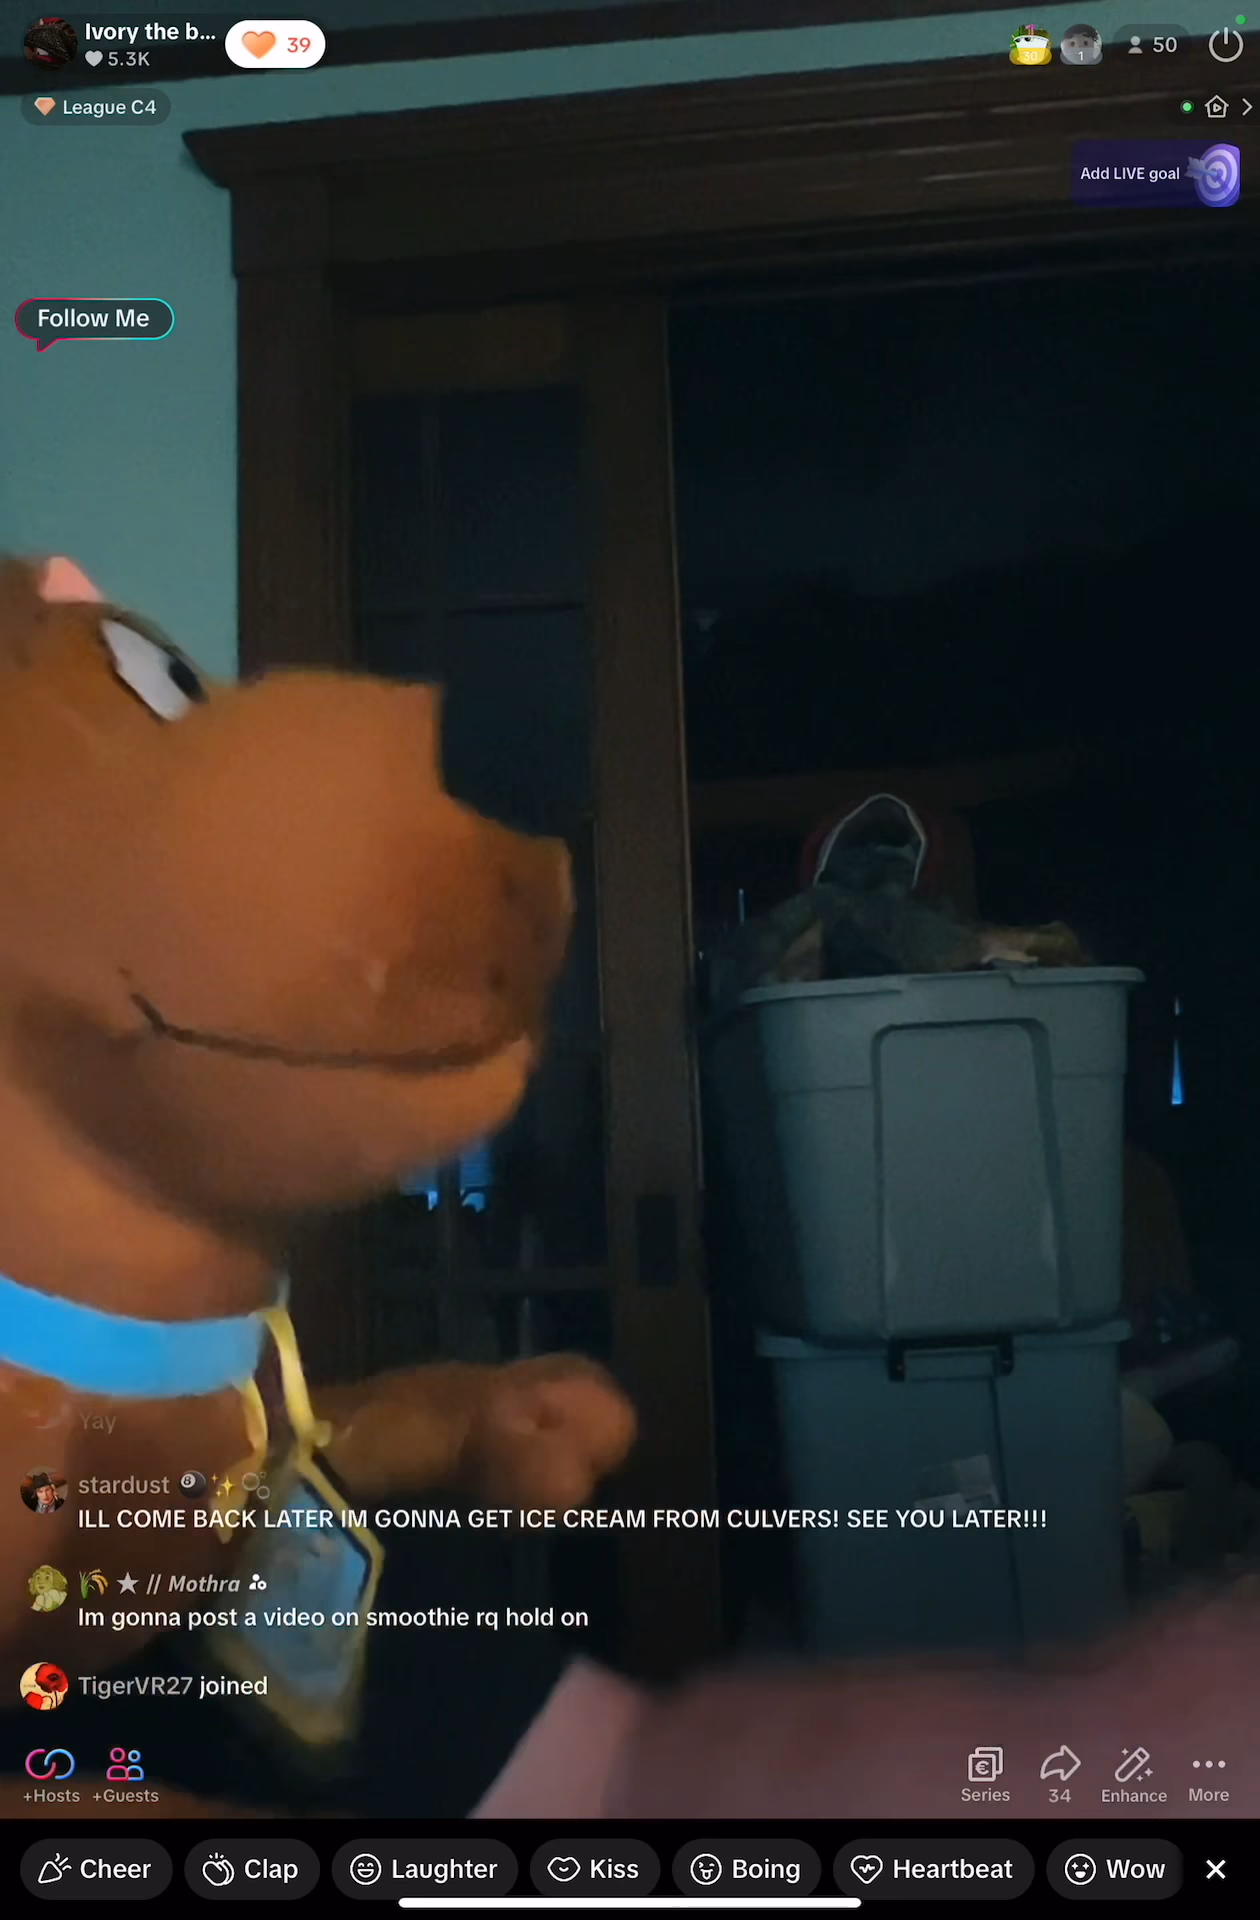 Ivory the b...
5.3K
39
30
1
50
League C4
Add LIVE goal
Follow Me
Yay
stardust
ILL COME BACK LATER IM GONNA GET ICE CREAM FROM CULVERS! SEE YOU LATER!!!
// Mothra
Im gonna post a video on smoothie rq hold on
TigerVR27 joined
+Hosts
+Guests
Series
34
Enhance
More
Cheer
Clap
Laughter
Kiss
Boing
Heartbeat
Wow